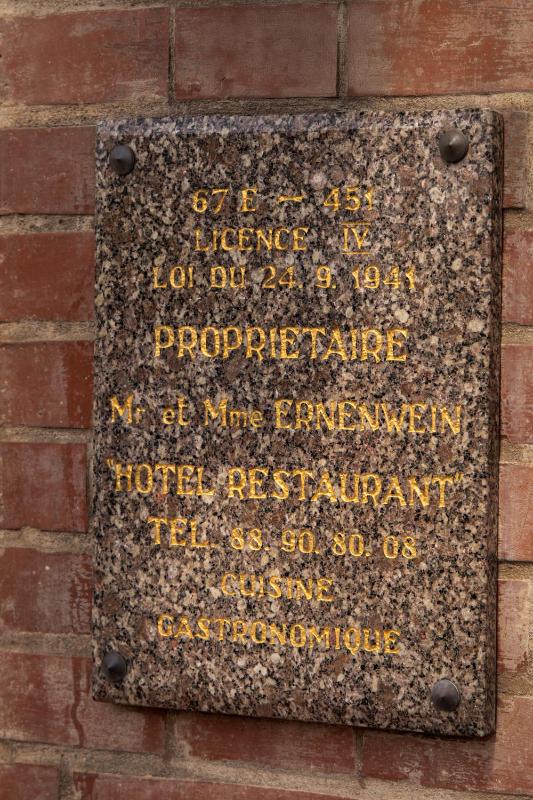 67 E - 451
LICENCE IV
LOI DU 24. 9. 1941
PROPRIETAIRE
Mr et Mme ERNENWEIN
"HOTEL RESTAURANT"
TEL. 88. 90. 80. 08
CUISINE
GASTRONOMIQUE